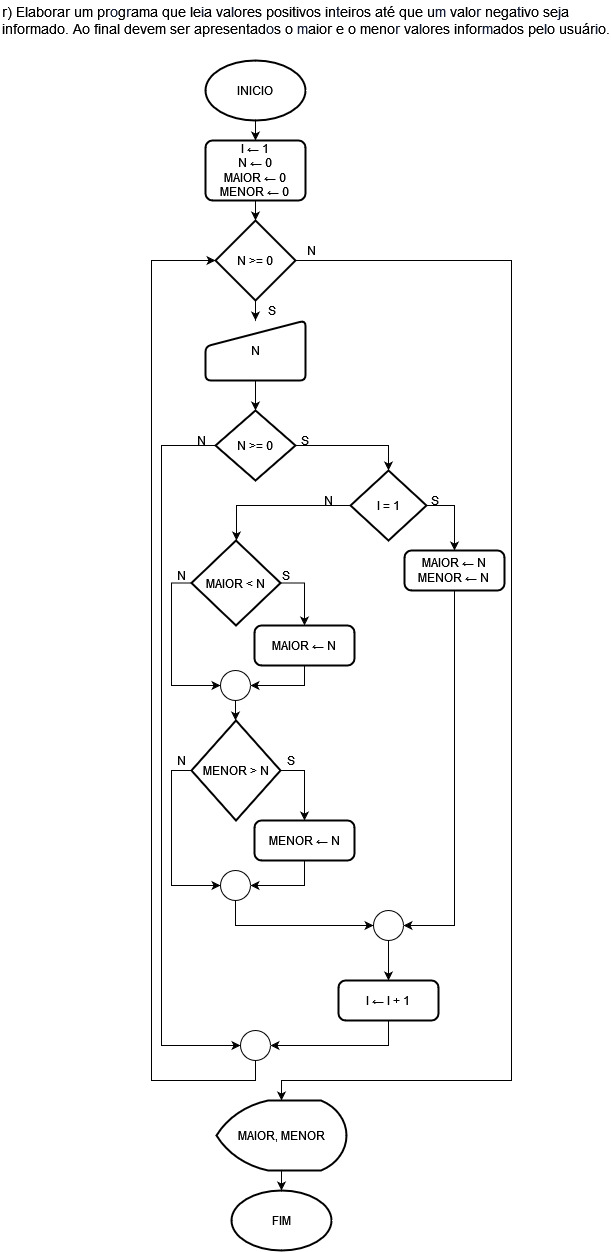 r) Elaborar um programa que leia valores positivos inteiros até que um valor negativo seja
informado. Ao final devem ser apresentados o maior e o menor valores informados pelo usuário.
INICIO
I ← 1
N ← 0
MAIOR ← 0
MENOR ← 0
N >= 0
N
S
N
N >= 0
N
S
I = 1
N
S
MAIOR ← N
MENOR ← N
MAIOR < N
N
S
MAIOR ← N
MENOR > N
N
S
MENOR ← N
I ← I + 1
MAIOR, MENOR
FIM